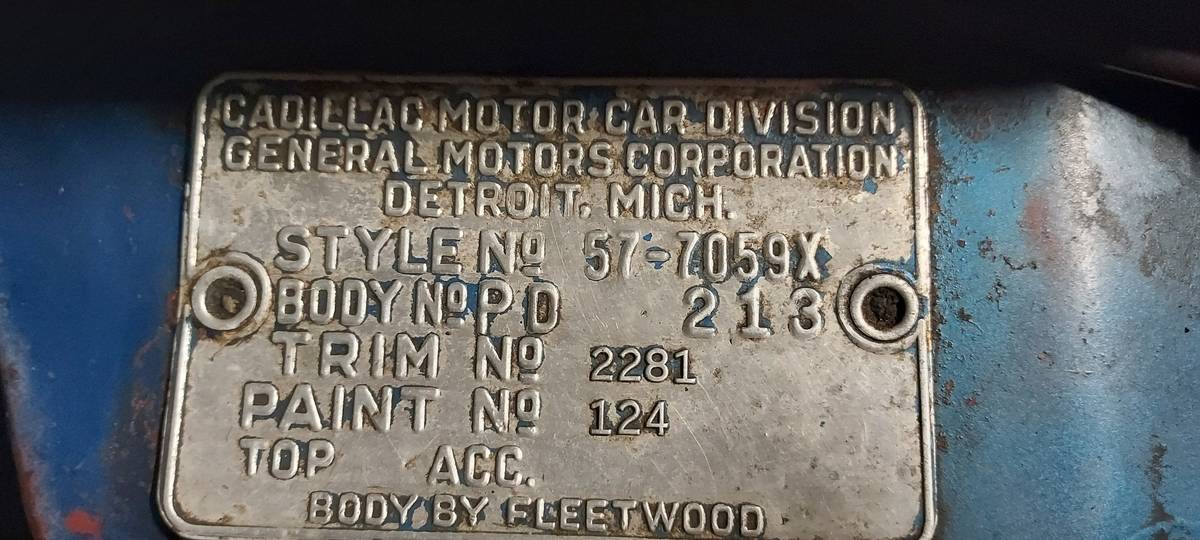 CADILLAC MOTOR CAR DIVISION
GENERAL MOTORS CORPORATION
DETROIT, MICH.
STYLE Nº 57-7059X
BODY Nº PD 213
TRIM Nº 2281
PAINT Nº 124
TOP ACC.
BODY BY FLEETWOOD